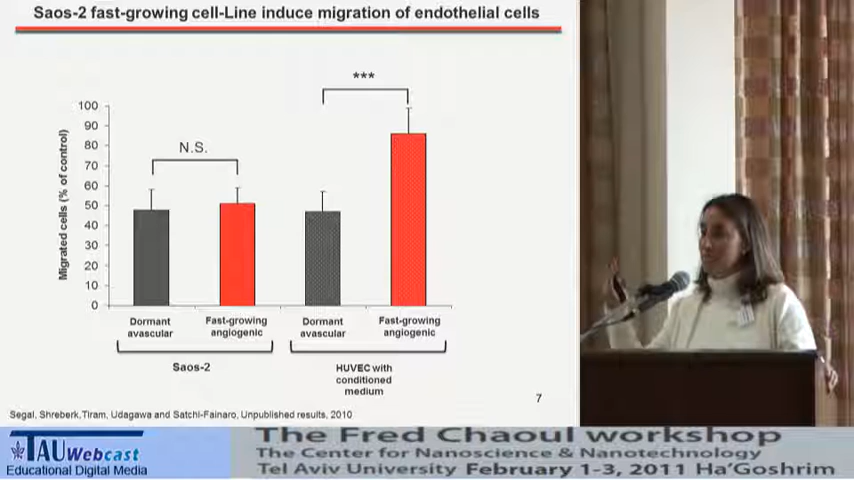 Saos-2 fast-growing cell-Line induce migration of endothelial cells
***
N.S.
Migrated cells (% of control)
100
90
80
70
60
50
40
30
20
10
0
Dormant avascular
Fast-growing angiogenic
Dormant avascular
Fast-growing angiogenic
Saos-2
HUVEC with
conditioned
medium
7
Segal, Shreberk, Tiram, Udagawa and Satchi-Fainaro, Unpublished results, 2010
TAU Webcast
Educational Digital Media
The Fred Chaoul workshop
The Center for Nanoscience & Nanotechnology
Tel Aviv University February 1-3, 2011 Ha'Goshrim